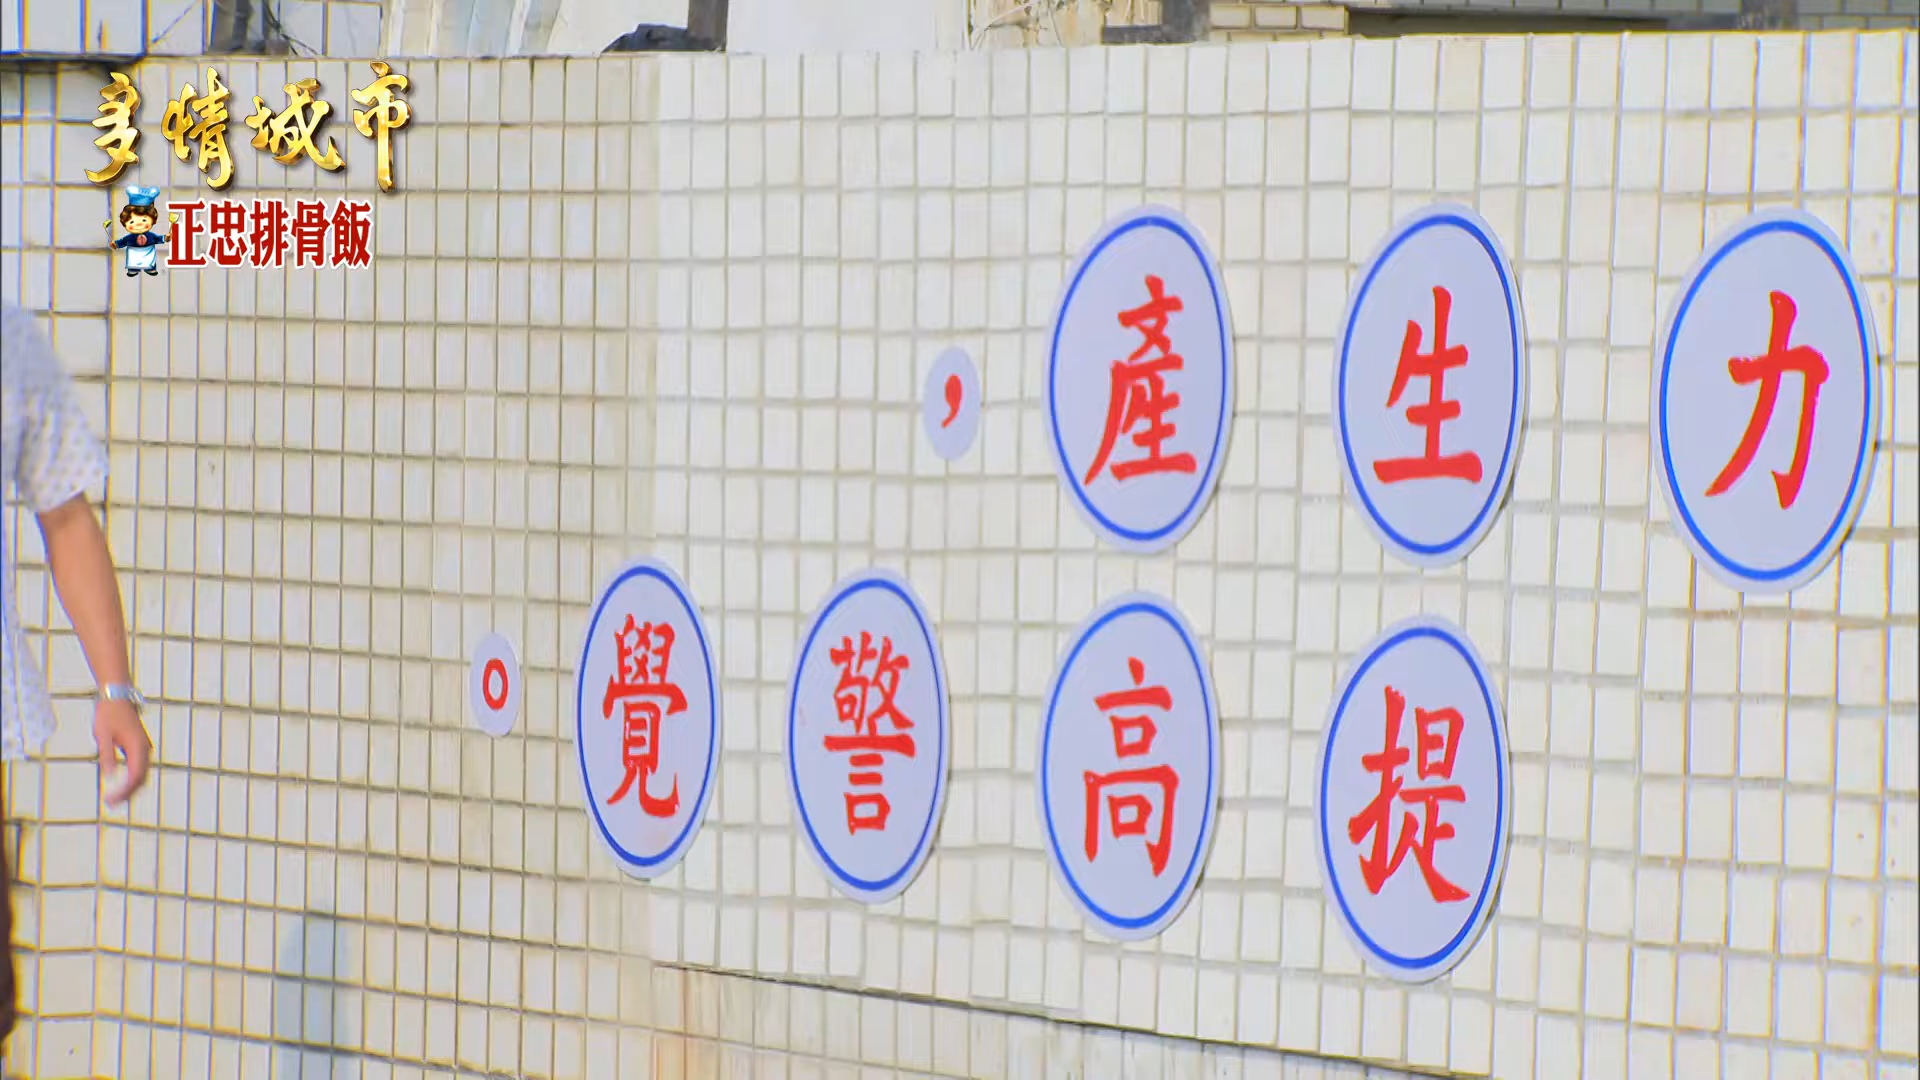 多情城市
正忠排骨飯
力生產，
提高警覺。